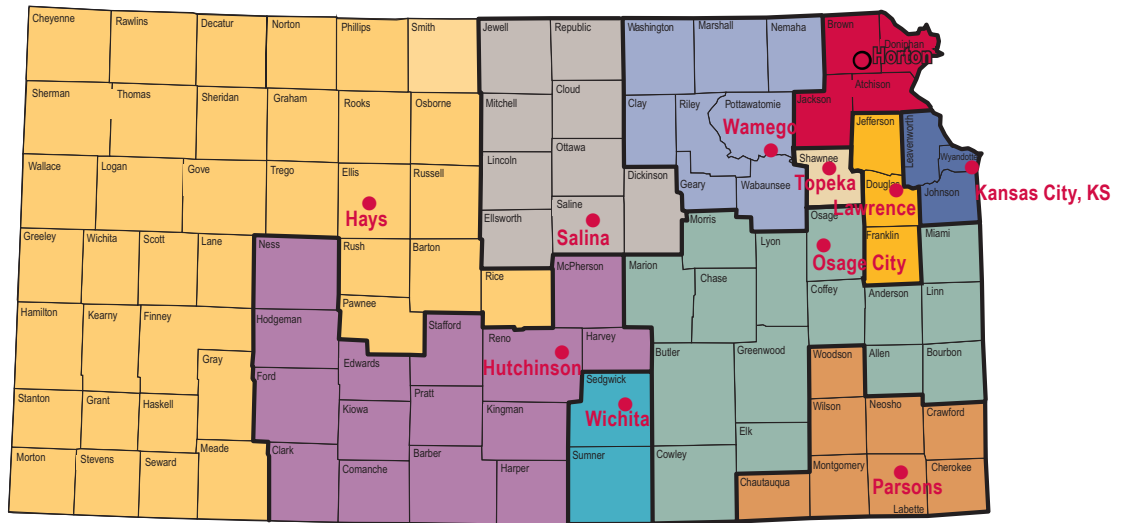 Cheyenne
Rawlins
Decatur
Norton
Phillips
Smith
Jewell
Republic
Washington
Marshall
Nemaha
Brown
Doniphan
Horton
Sherman
Thomas
Sheridan
Graham
Rooks
Osborne
Mitchell
Cloud
Clay
Riley
Pottawatomie
Jackson
Atchison
Jefferson
Leavenworth
Wyandotte
Wamego
Wallace
Logan
Gove
Trego
Ellis
Russell
Lincoln
Ottawa
Dickinson
Geary
Wabaunsee
Shawnee
Topeka
Douglas
Lawrence
Johnson
Kansas City, KS
Hays
Ellsworth
Saline
Salina
Morris
Osage
Osage City
Franklin
Miami
Greeley
Wichita
Scott
Lane
Ness
Rush
Barton
Rice
McPherson
Marion
Chase
Lyon
Coffey
Anderson
Linn
Hamilton
Kearny
Finney
Gray
Hodgeman
Pawnee
Stafford
Edwards
Reno
Hutchinson
Harvey
Butler
Greenwood
Woodson
Allen
Bourbon
Stanton
Grant
Haskell
Ford
Kiowa
Pratt
Kingman
Sedgwick
Wichita
Elk
Wilson
Neosho
Crawford
Morton
Stevens
Seward
Meade
Clark
Comanche
Barber
Harper
Sumner
Cowley
Chautauqua
Montgomery
Parsons
Labette
Cherokee